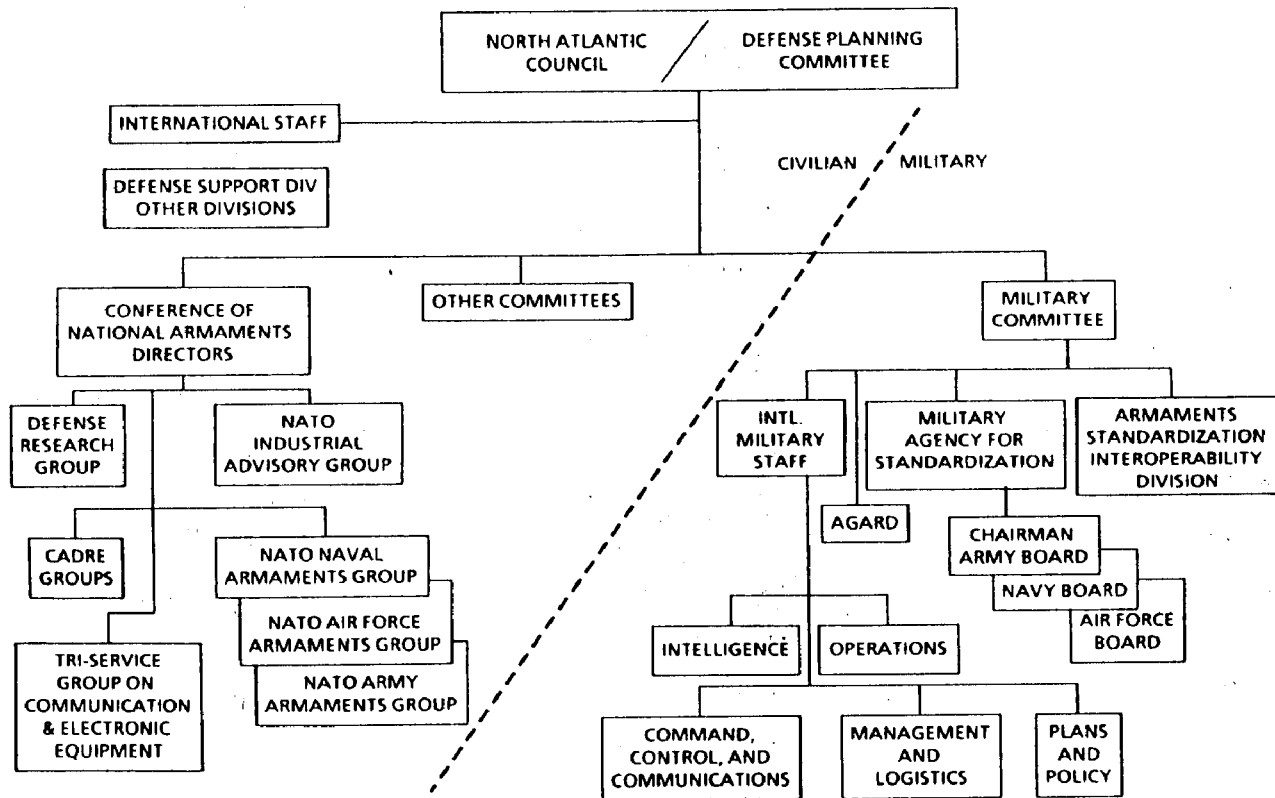 NORTH ATLANTIC
COUNCIL
DEFENSE PLANNING
COMMITTEE
INTERNATIONAL STAFF
CIVILIAN
MILITARY
DEFENSE SUPPORT DIV
OTHER DIVISIONS
CONFERENCE OF
NATIONAL ARMAMENTS
DIRECTORS
OTHER COMMITTEES
MILITARY
COMMITTEE
DEFENSE
RESEARCH
GROUP
NATO
INDUSTRIAL
ADVISORY GROUP
INTL.
MILITARY
STAFF
MILITARY
AGENCY FOR
STANDARDIZATION
ARMAMENTS
STANDARDIZATION
INTEROPERABILITY
DIVISION
AGARD
CADRE
GROUPS
NATO NAVAL
ARMAMENTS GROUP
NATO AIR FORCE
ARMAMENTS GROUP
NATO ARMY
ARMAMENTS GROUP
CHAIRMAN
ARMY BOARD
NAVY BOARD
AIR FORCE
BOARD
TRI-SERVICE
GROUP ON
COMMUNICATION
& ELECTRONIC
EQUIPMENT
INTELLIGENCE
OPERATIONS
COMMAND,
CONTROL, AND
COMMUNICATIONS
MANAGEMENT
AND
LOGISTICS
PLANS
AND
POLICY